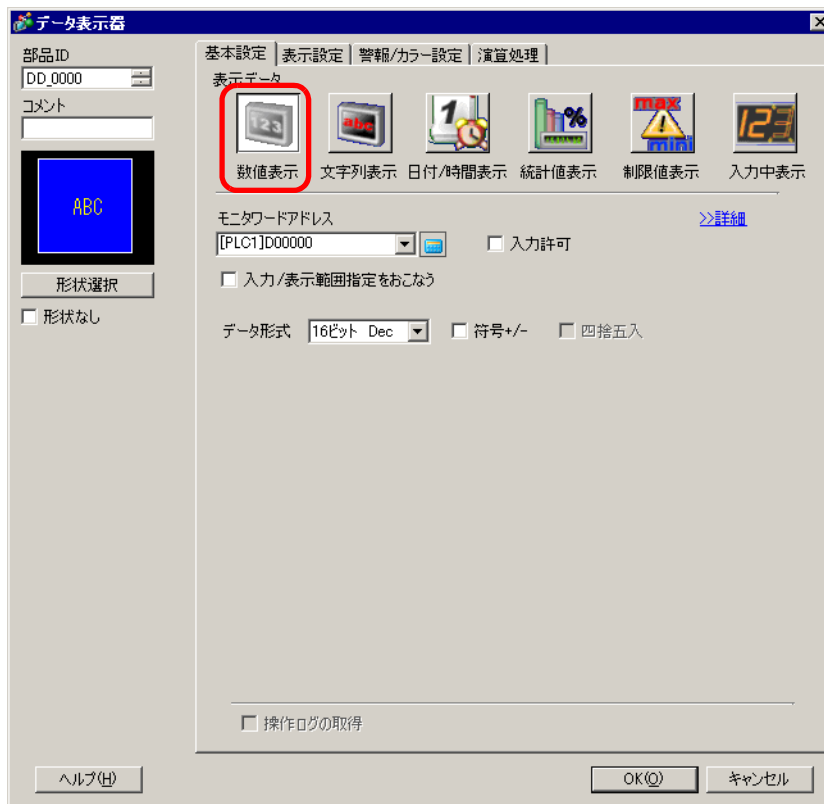 データ表示器
部品ID
DD_0000
コメント
ABC
形状選択
形状なし
基本設定 表示設定 警報/カラー設定 演算処理
表示データ
123 abc 1 % max mini 123
数値表示 文字列表示 日付/時間表示 統計値表示 制限値表示 入力中表示
モニタワードアドレス >>詳細
[PLC1]D00000 入力許可
入力/表示範囲指定をおこなう
データ形式 16ビット Dec 符号+/- 四捨五入
操作ログの取得
ヘルプ(H) OK(O) キャンセル